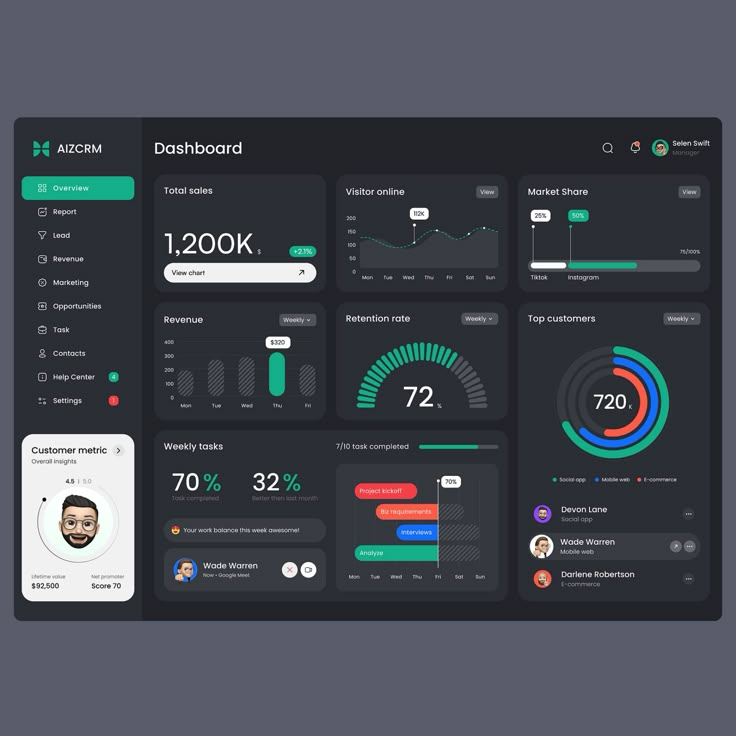 AIZCRM
Overview
Report
Lead
Revenue
Marketing
Opportunities
Task
Contacts
Help Center 4
Settings !
Customer metric
Overall insights
4.5 | 5.0
Lifetime value
$92,500
Net promoter
Score 70
Dashboard
Selen Swift
Manager
Total sales
1,200K $
+2.1%
View chart
Visitor online
View
112K
200
150
100
50
0
Mon Tue Wed Thu Fri Sat Sun
Market Share
View
25%
50%
75/100%
Tiktok
Instagram
Revenue
Weekly
$320
400
300
200
100
0
Mon Tue Wed Thu Fri
Retention rate
Weekly
72 %
Top customers
Weekly
720 K
Social app
Mobile web
E-commerce
Devon Lane
Social app
Wade Warren
Mobile web
Darlene Robertson
E-commerce
Weekly tasks
7/10 task completed
70 %
Task completed
32 %
Better then last month
Your work balance this week awesome!
Wade Warren
Now • Google Meet
70%
Project kickoff
Biz requirements
Interviews
Analyze
Mon Tue Wed Thu Fri Sat Sun